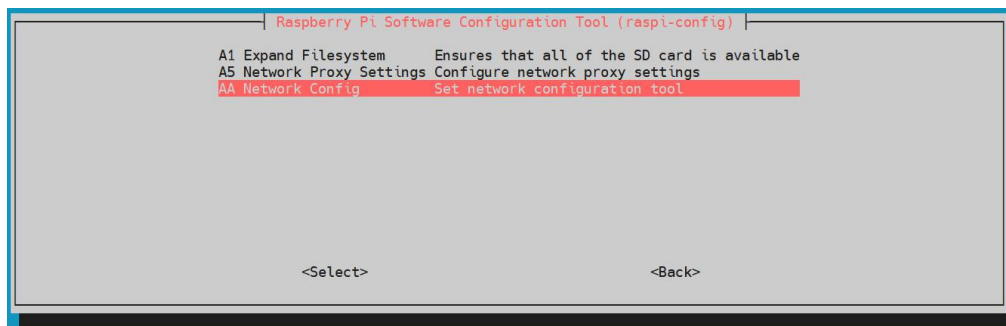 Raspberry Pi Software Configuration Tool (raspi-config)
A1 Expand Filesystem Ensures that all of the SD card is available
A5 Network Proxy Settings Configure network proxy settings
AA Network Config Set network configuration tool
<Select> <Back>